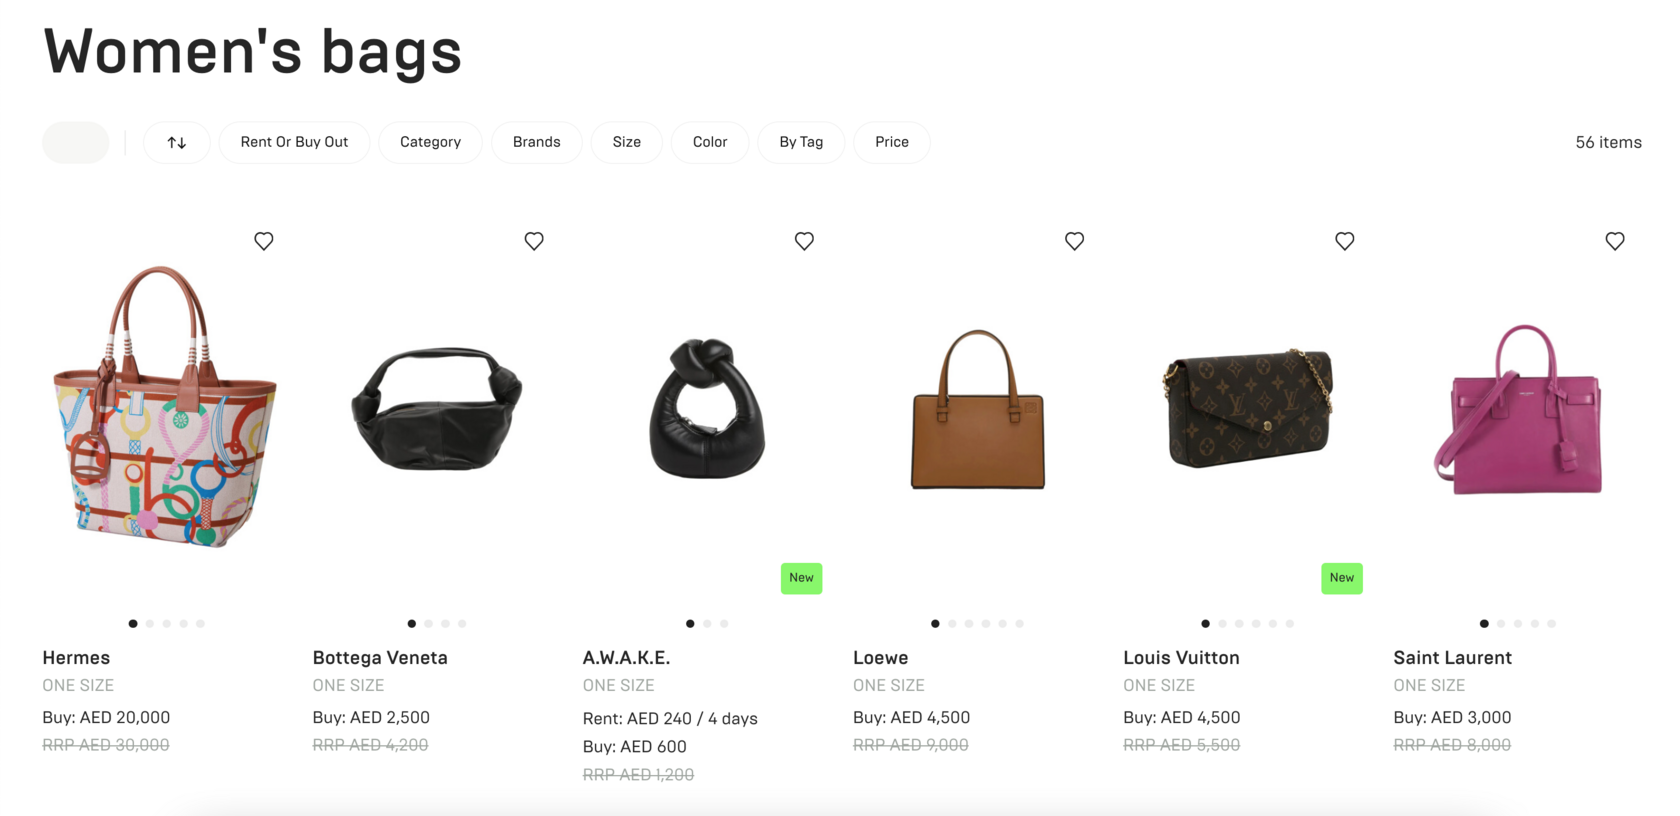 Women's bags
Rent Or Buy Out
Category
Brands
Size
Color
By Tag
Price
56 items
New
New
Hermes
ONE SIZE
Buy: AED 20,000
RRP AED 30,000
Bottega Veneta
ONE SIZE
Buy: AED 2,500
RRP AED 4,200
A.W.A.K.E.
ONE SIZE
Rent: AED 240 / 4 days
Buy: AED 600
RRP AED 1,200
Loewe
ONE SIZE
Buy: AED 4,500
RRP AED 9,000
Louis Vuitton
ONE SIZE
Buy: AED 4,500
RRP AED 5,500
Saint Laurent
ONE SIZE
Buy: AED 3,000
RRP AED 8,000